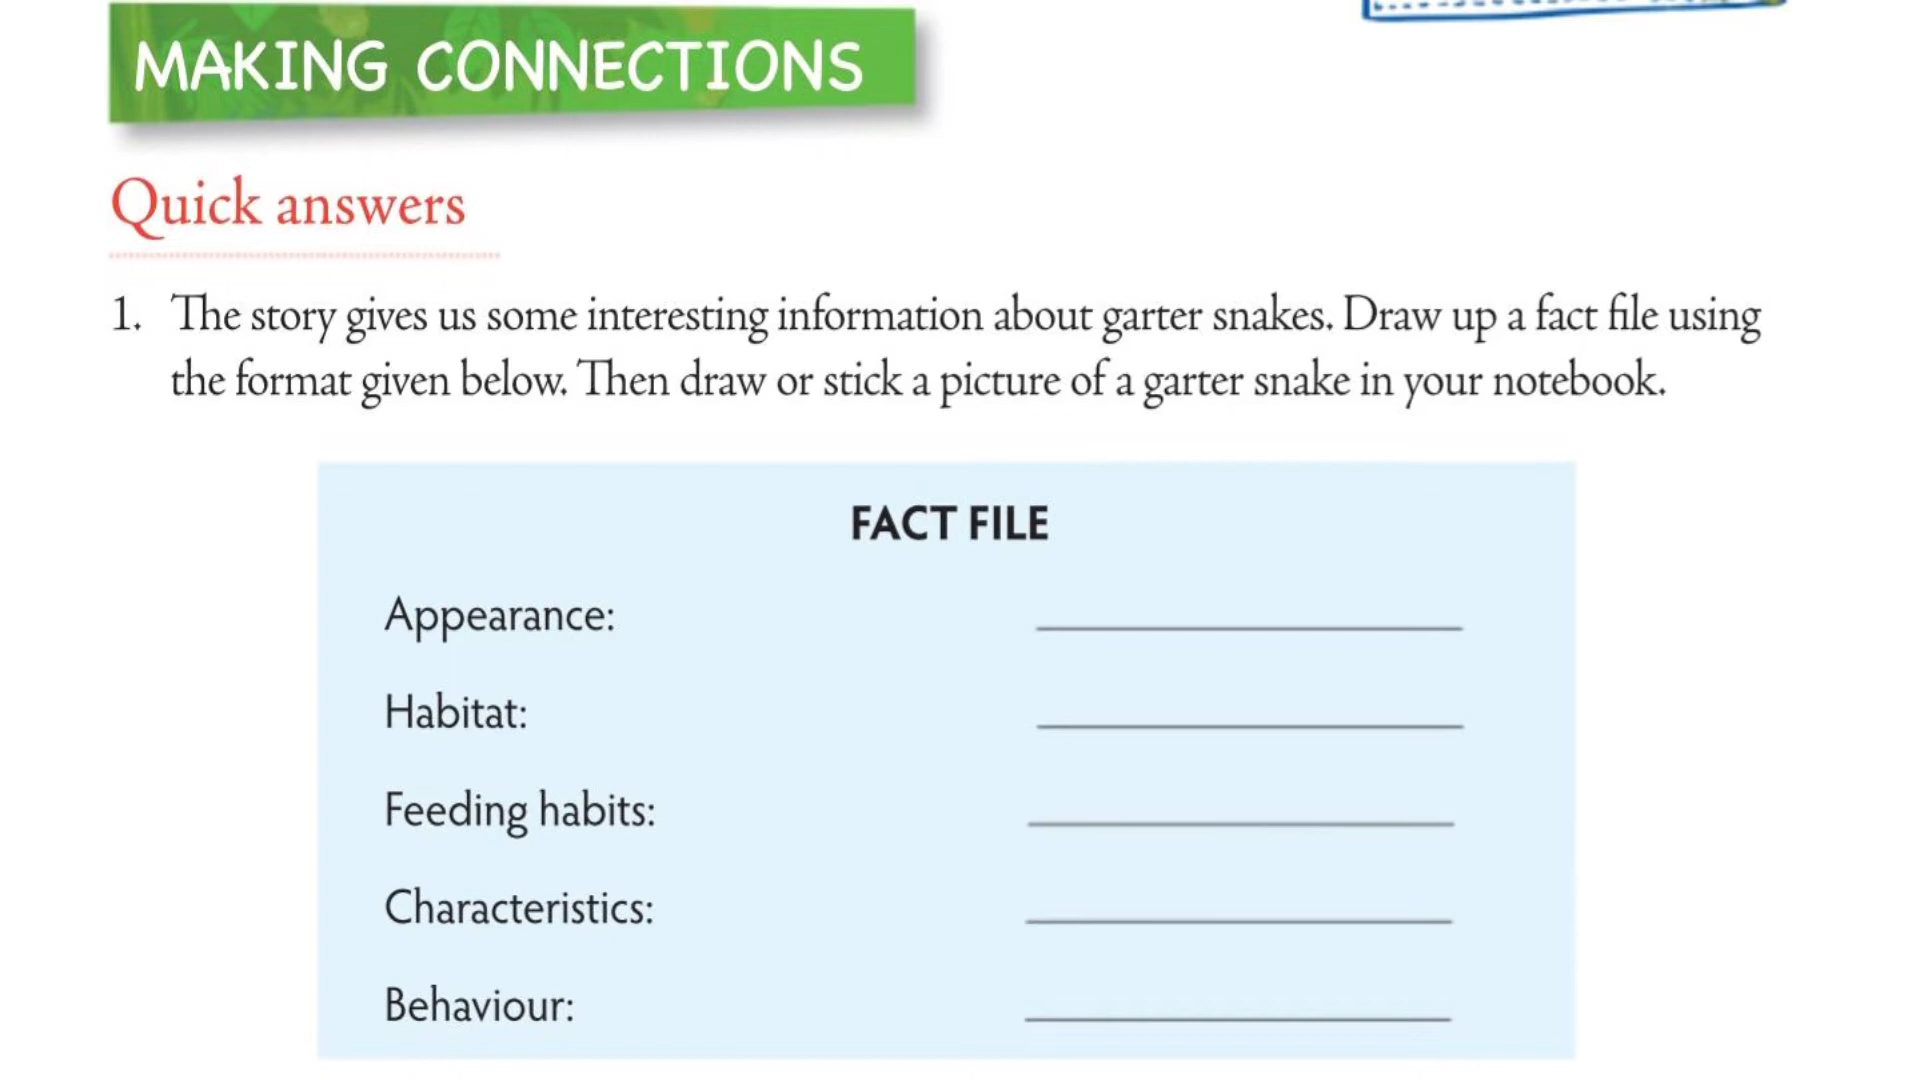 MAKING CONNECTIONS
Quick answers
1. The story gives us some interesting information about garter snakes. Draw up a fact file using
the format given below. Then draw or stick a picture of a garter snake in your notebook.
FACT FILE
Appearance:
Habitat:
Feeding habits:
Characteristics:
Behaviour: